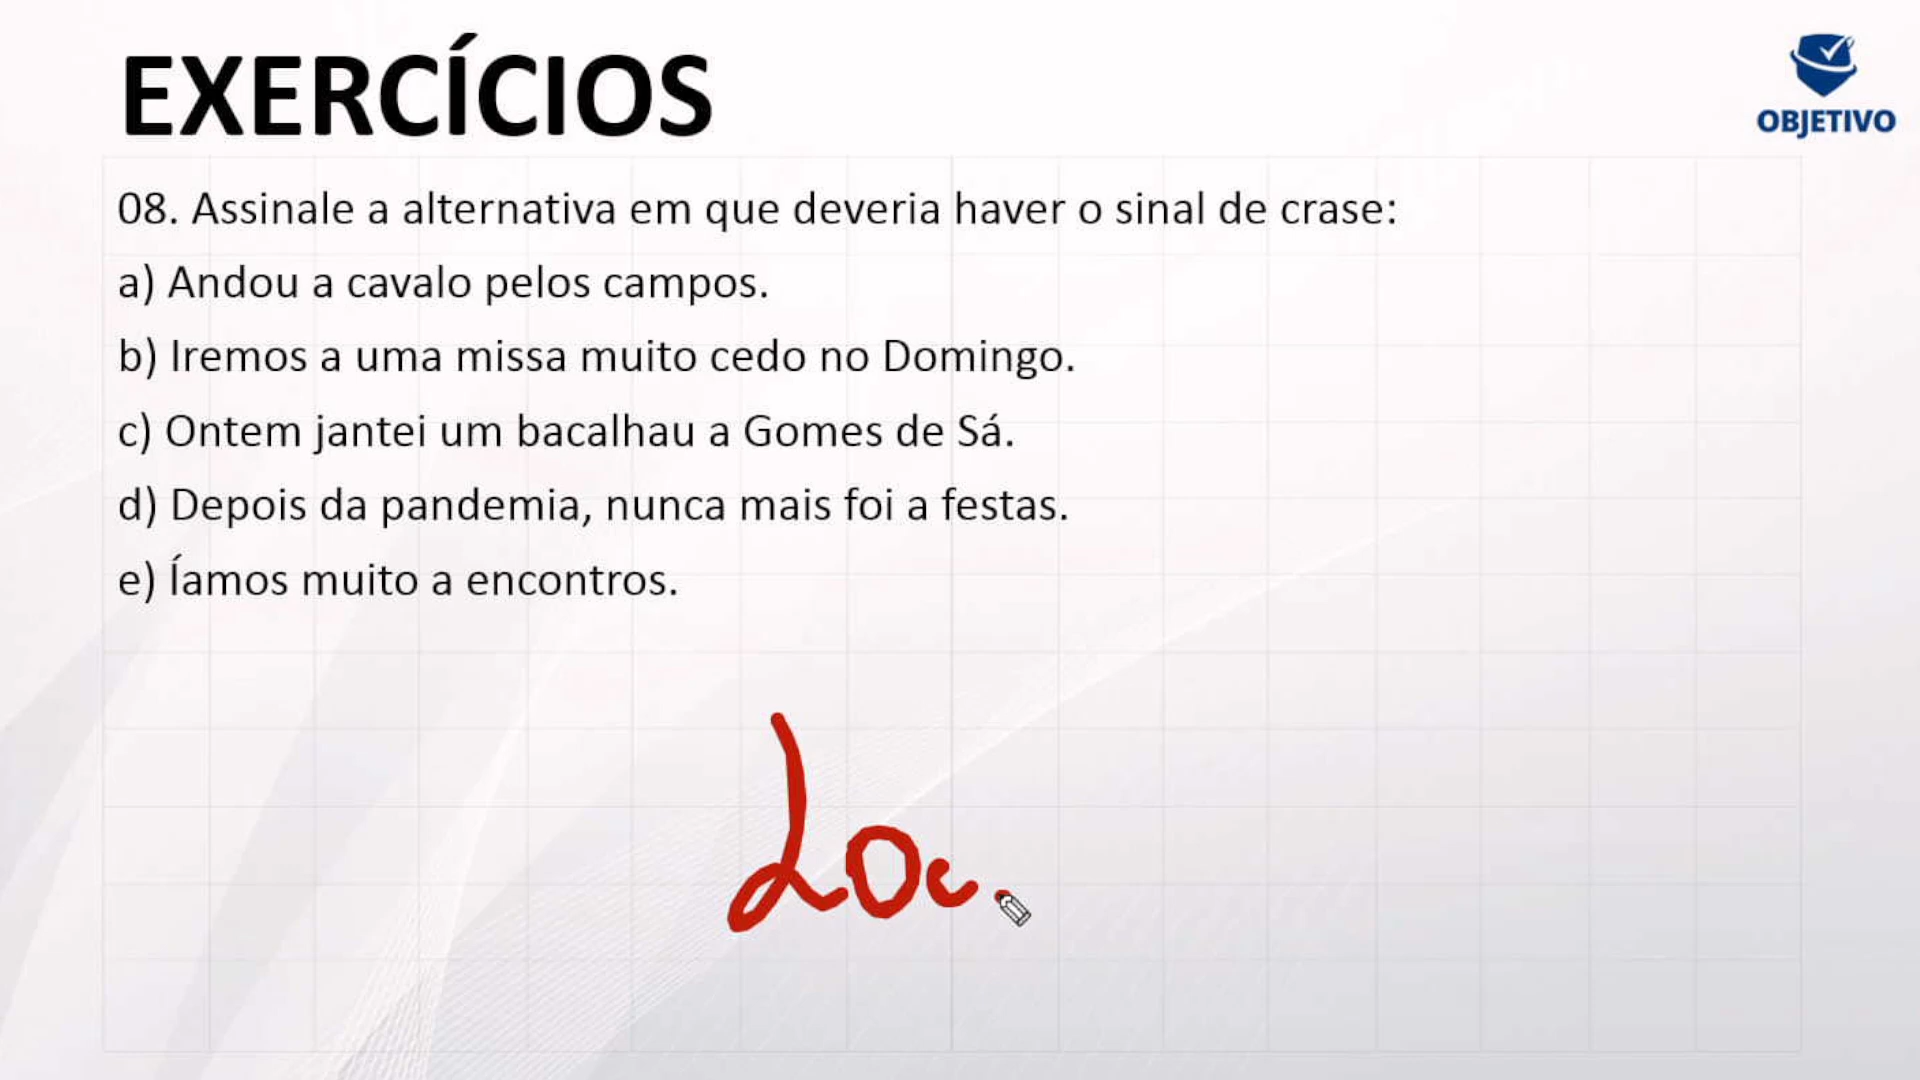 EXERCÍCIOS
OBJETIVO
08. Assinale a alternativa em que deveria haver o sinal de crase:
a) Andou a cavalo pelos campos.
b) Iremos a uma missa muito cedo no Domingo.
c) Ontem jantei um bacalhau a Gomes de Sá.
d) Depois da pandemia, nunca mais foi a festas.
e) Íamos muito a encontros.
Loc.